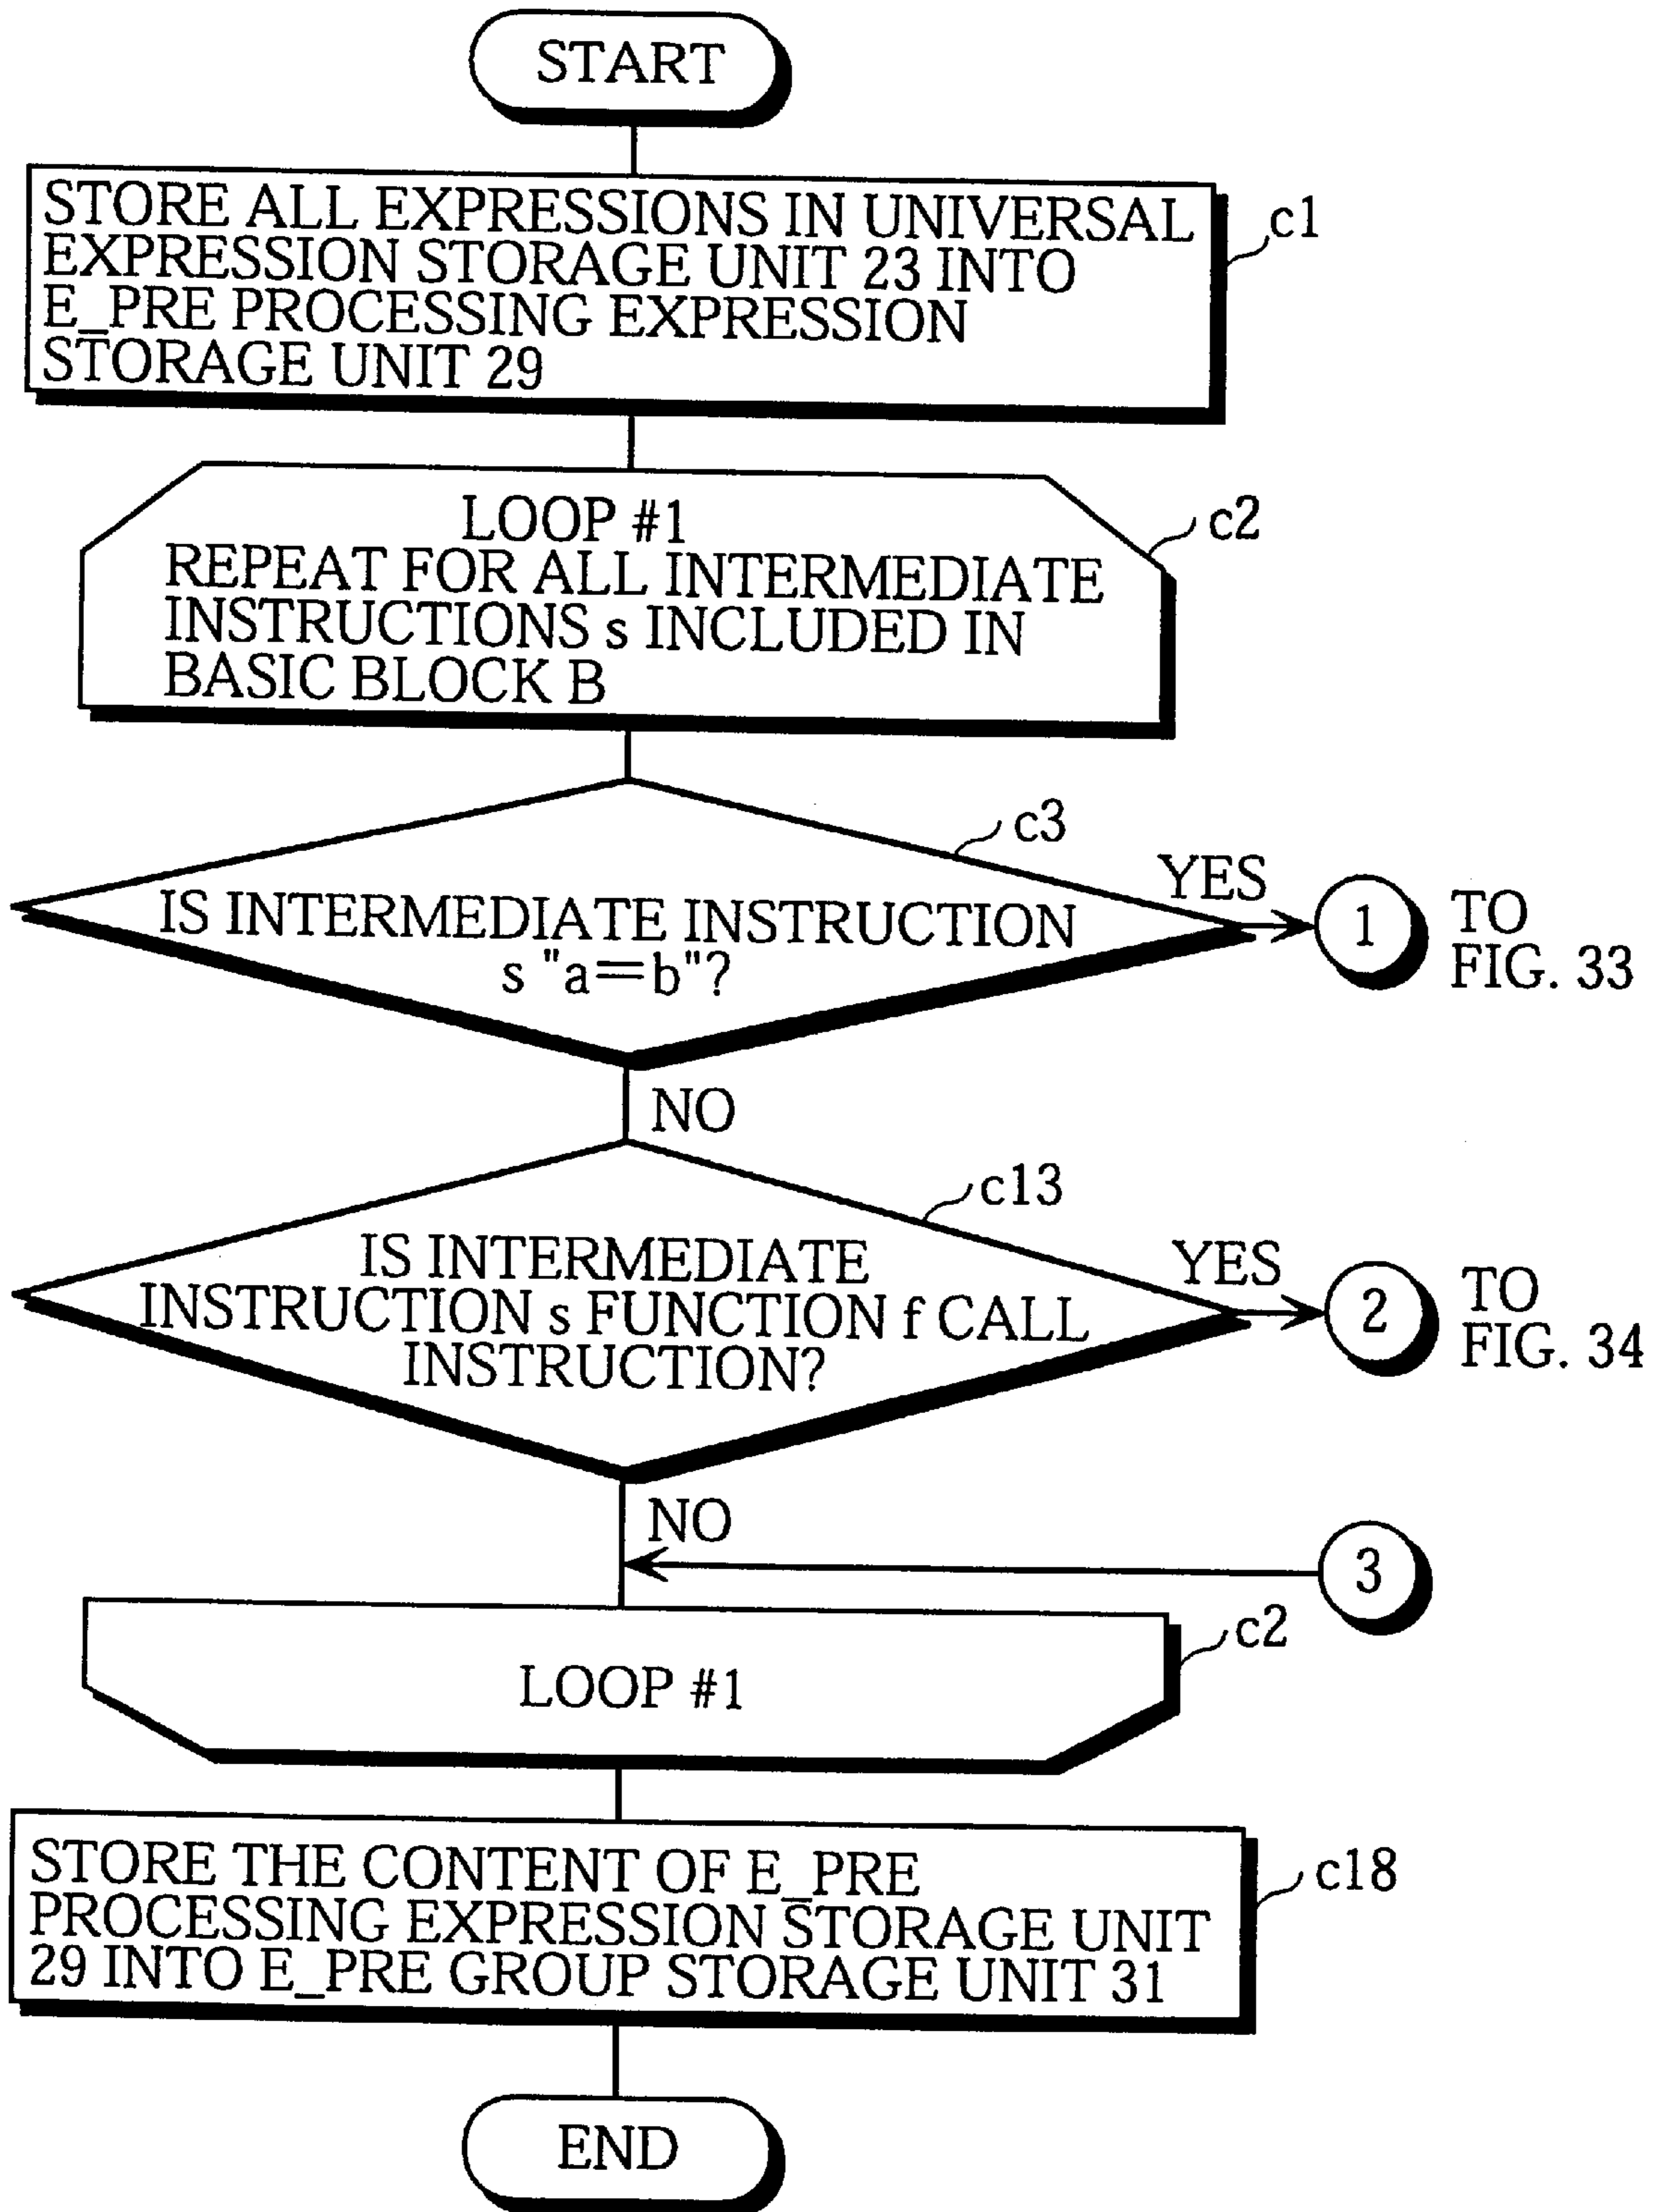 START
STORE ALL EXPRESSIONS IN UNIVERSAL
EXPRESSION STORAGE UNIT 23 INTO
E_PRE PROCESSING EXPRESSION
STORAGE UNIT 29
c1
LOOP #1
REPEAT FOR ALL INTERMEDIATE
INSTRUCTIONS s INCLUDED IN
BASIC BLOCK B
c2
c3
IS INTERMEDIATE INSTRUCTION
s "a=b"?
YES
1
TO
FIG. 33
NO
c13
IS INTERMEDIATE
INSTRUCTION s FUNCTION f CALL
INSTRUCTION?
YES
2
TO
FIG. 34
NO
3
c2
LOOP #1
STORE THE CONTENT OF E_PRE
PROCESSING EXPRESSION STORAGE UNIT
29 INTO E_PRE GROUP STORAGE UNIT 31
c18
END